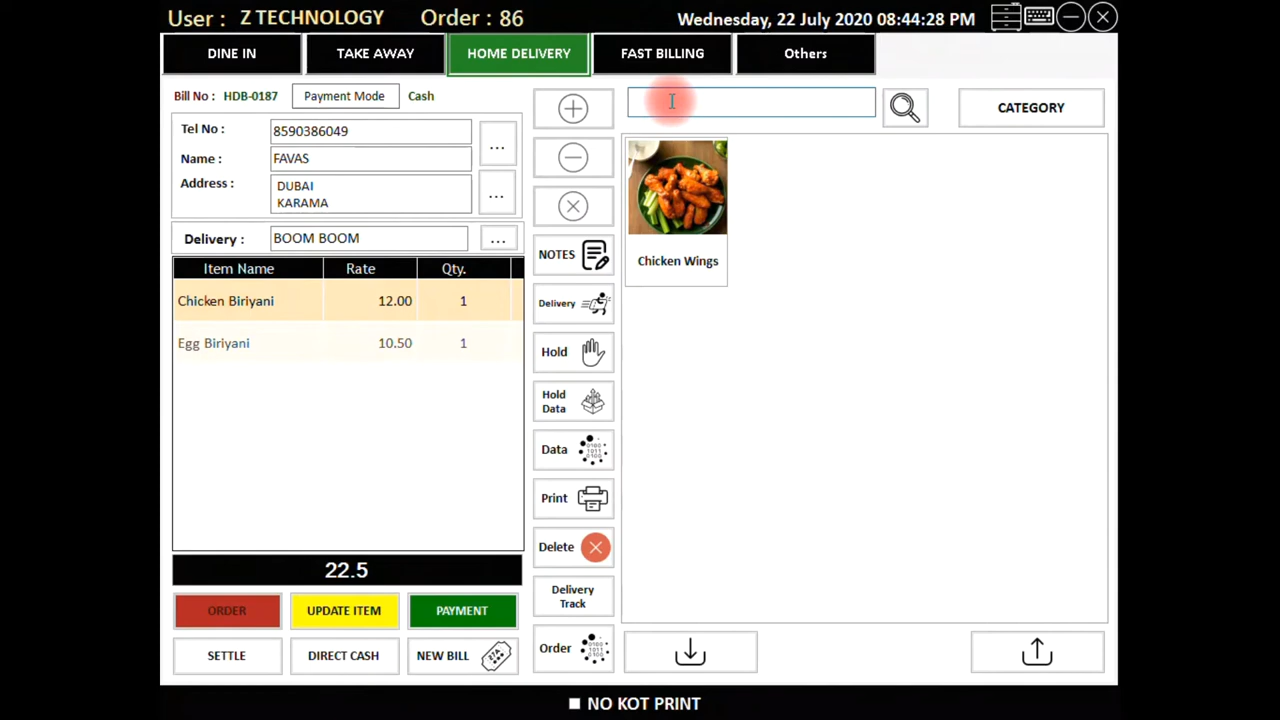 User : Z TECHNOLOGY Order : 86 Wednesday, 22 July 2020 08:44:28 PM
DINE IN TAKE AWAY HOME DELIVERY FAST BILLING Others
Bill No : HDB-0187 Payment Mode Cash
CATEGORY
Tel No : 8590386049 ...
Name : FAVAS
Address : DUBAI
KARAMA ...
Delivery : BOOM BOOM ...
Item Name Rate Qty.
Chicken Biriyani 12.00 1
Egg Biriyani 10.50 1
22.5
ORDER UPDATE ITEM PAYMENT
SETTLE DIRECT CASH NEW BILL
NOTES
Delivery
Hold
Hold
Data
Data
Print
Delete
Delivery
Track
Order
Chicken Wings
NO KOT PRINT